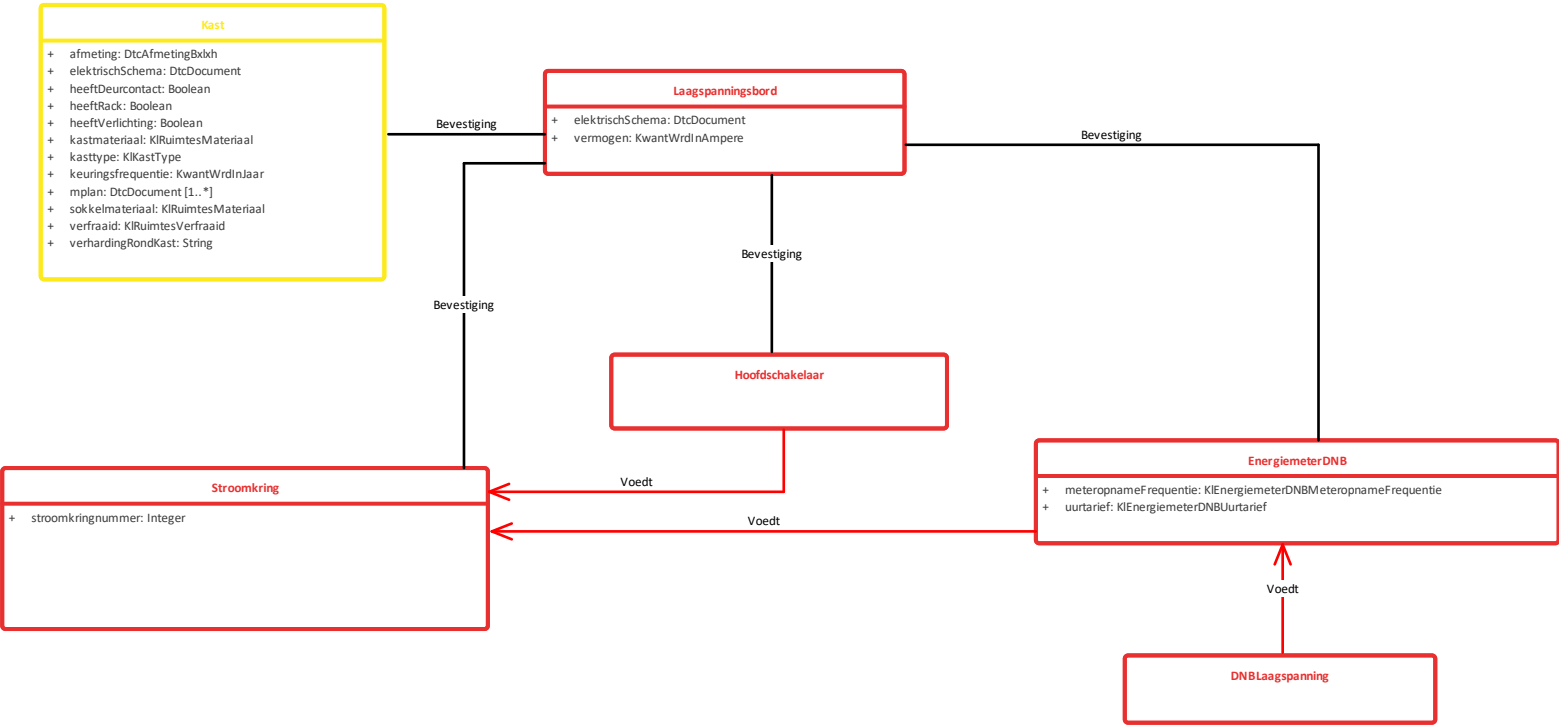 Kast
+ afmeting: DtcAfmetingBxlxh
+ elektrischSchema: DtcDocument
+ heeftDeurcontact: Boolean
+ heeftRack: Boolean
+ heeftVerlichting: Boolean
+ kastmateriaal: KlRuimtesMateriaal
+ kasttype: KlKastType
+ keuringsfrequentie: KwantWrdInJaar
+ mplan: DtcDocument [1..*]
+ sokkelmateriaal: KlRuimtesMateriaal
+ verfraaid: KlRuimtesVerfraaid
+ verhardingRondKast: String
Bevestiging
Laagspanningsbord
+ elektrischSchema: DtcDocument
+ vermogen: KwantWrdInAmpere
Bevestiging
Bevestiging
Bevestiging
Hoofdschakelaar
Stroomkring
+ stroomkringnummer: Integer
Voedt
Voedt
EnergiemeterDNB
+ meteropnameFrequentie: KlEnergiemeterDNBMeteropnameFrequentie
+ uurtarief: KlEnergiemeterDNBUurtarief
Voedt
DNBLaagspanning